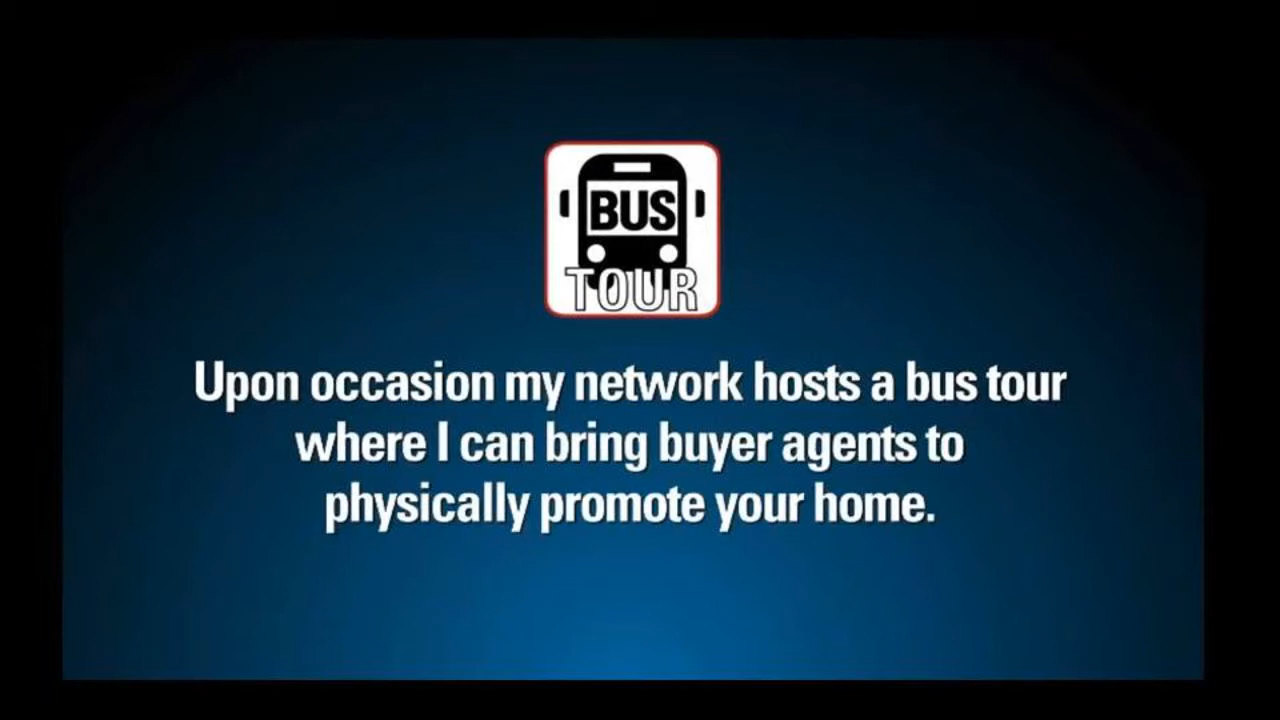 BUS
TOUR
Upon occasion my network hosts a bus tour
where I can bring buyer agents to
physically promote your home.